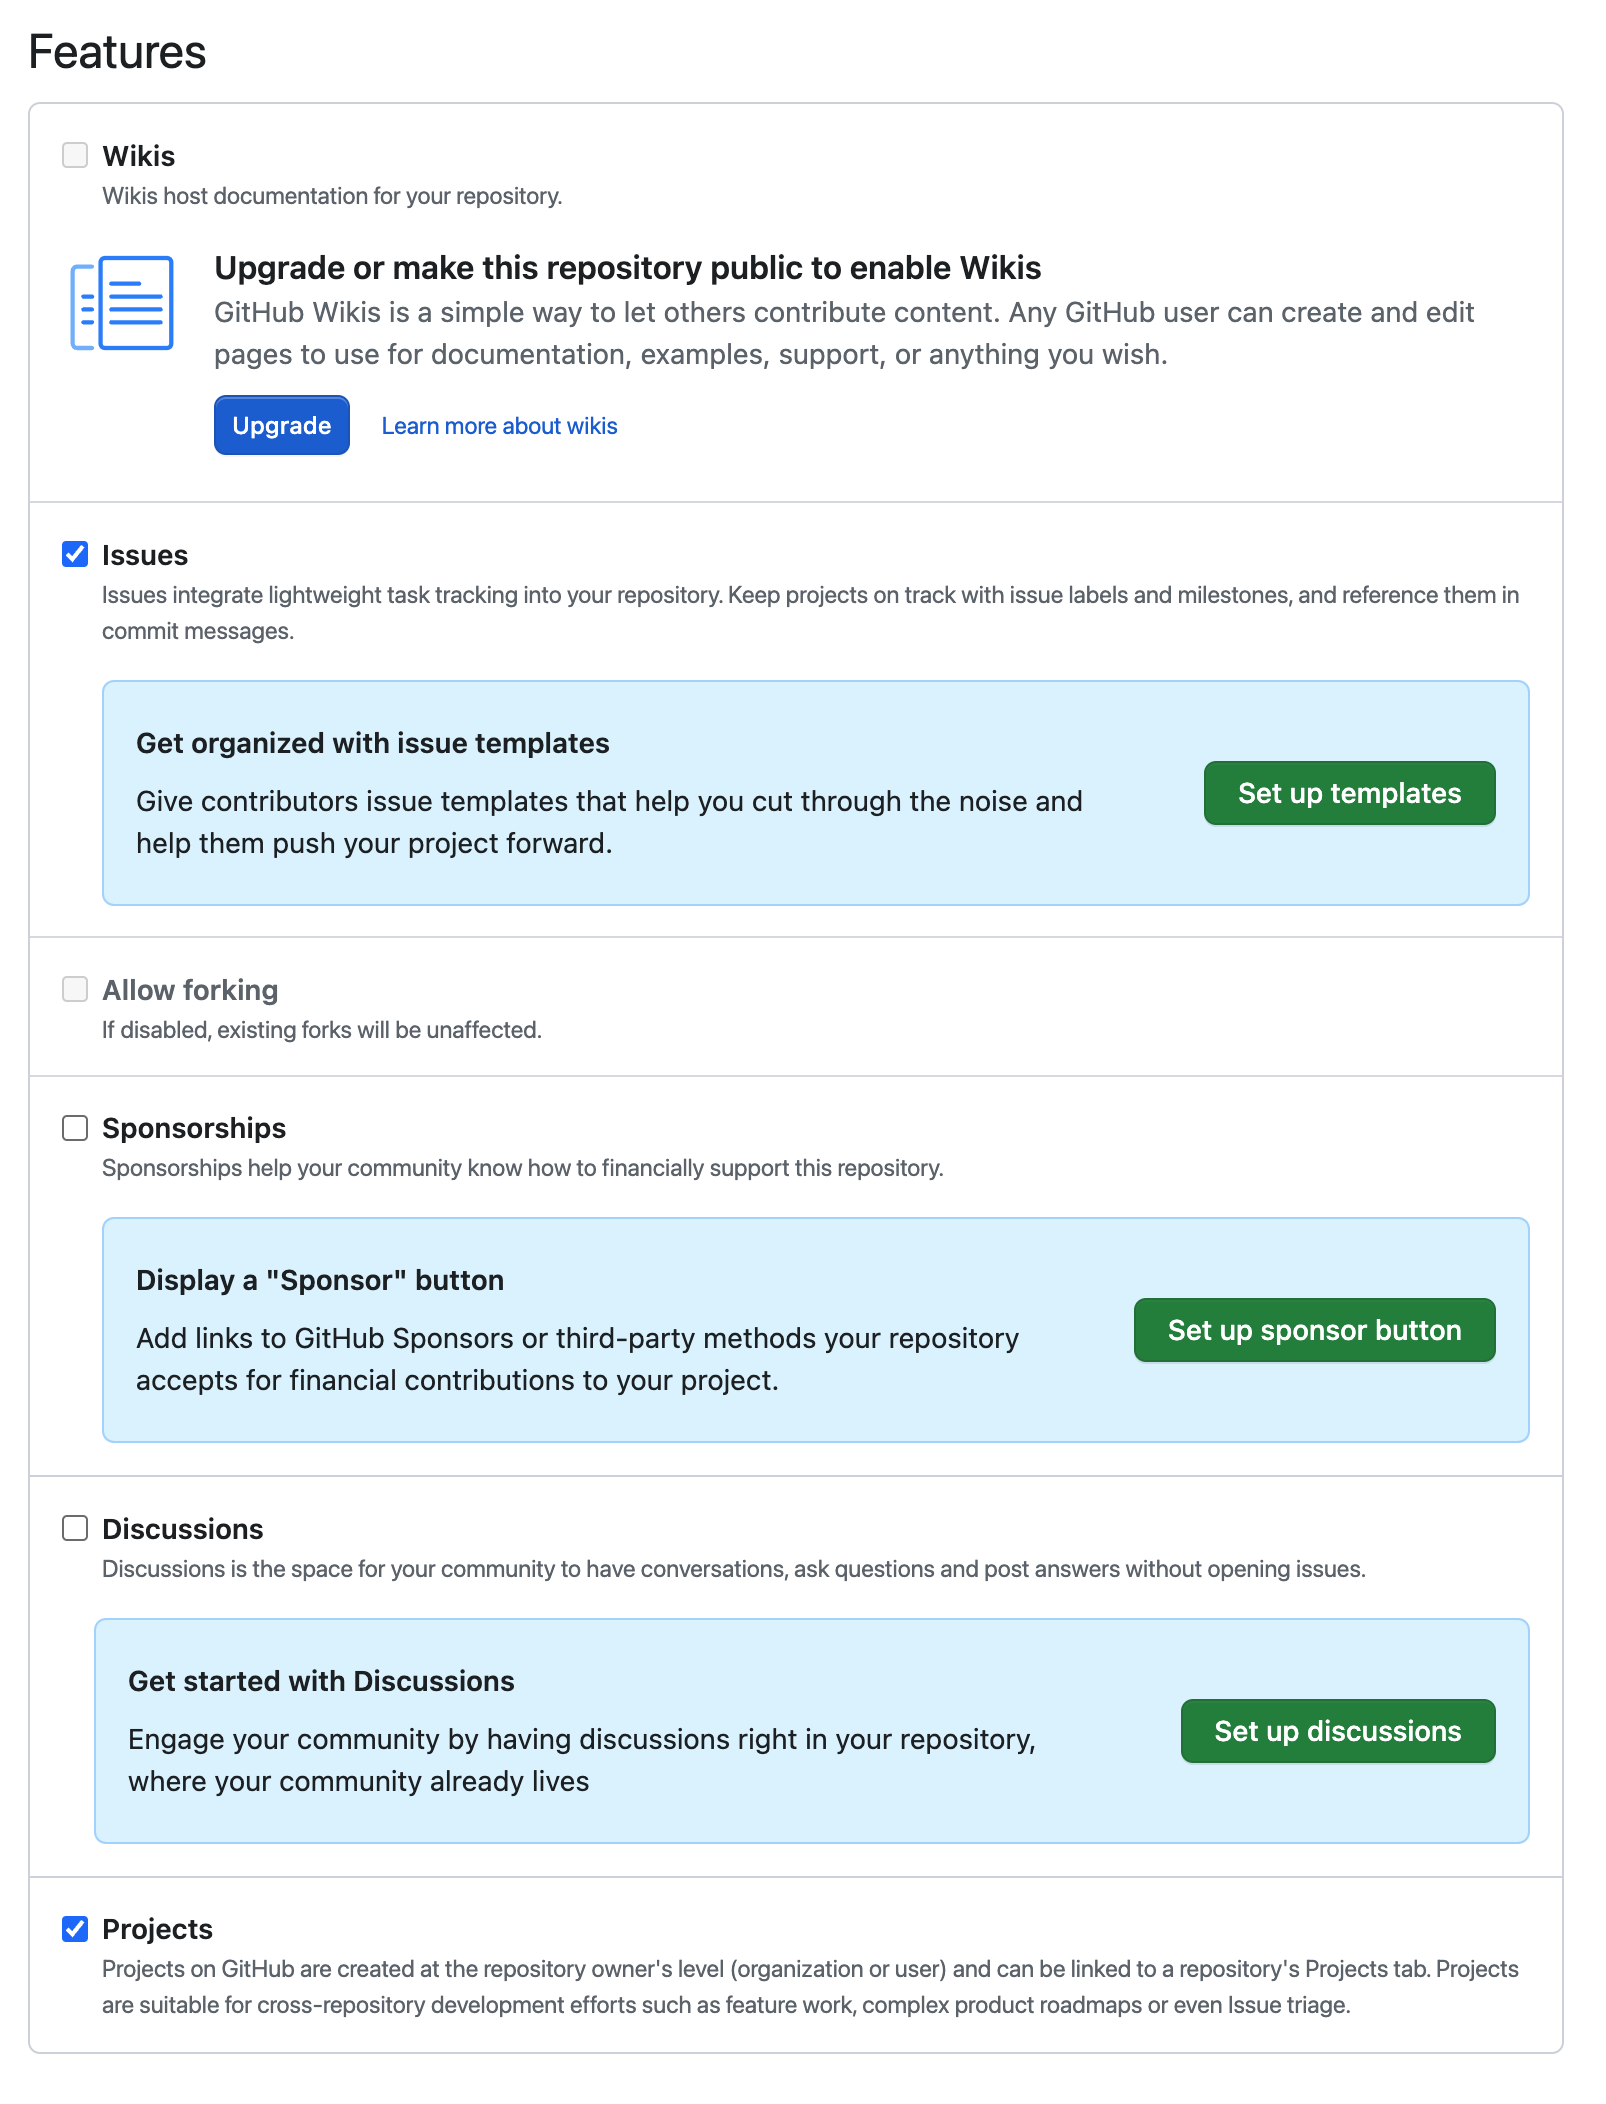 Features
Wikis
Wikis host documentation for your repository.
Upgrade or make this repository public to enable Wikis
GitHub Wikis is a simple way to let others contribute content. Any GitHub user can create and edit
pages to use for documentation, examples, support, or anything you wish.
Upgrade Learn more about wikis
Issues
Issues integrate lightweight task tracking into your repository. Keep projects on track with issue labels and milestones, and reference them in
commit messages.
Get organized with issue templates
Give contributors issue templates that help you cut through the noise and
help them push your project forward.
Set up templates
Allow forking
If disabled, existing forks will be unaffected.
Sponsorships
Sponsorships help your community know how to financially support this repository.
Display a "Sponsor" button
Add links to GitHub Sponsors or third-party methods your repository
accepts for financial contributions to your project.
Set up sponsor button
Discussions
Discussions is the space for your community to have conversations, ask questions and post answers without opening issues.
Get started with Discussions
Engage your community by having discussions right in your repository,
where your community already lives
Set up discussions
Projects
Projects on GitHub are created at the repository owner's level (organization or user) and can be linked to a repository's Projects tab. Projects
are suitable for cross-repository development efforts such as feature work, complex product roadmaps or even Issue triage.